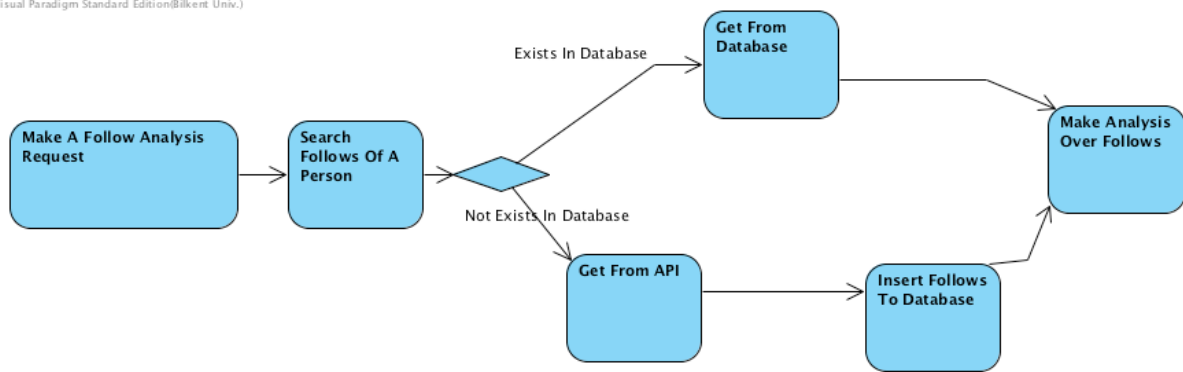 isual Paradigm Standard Edition(Bilkent Univ.)
Make A Follow Analysis
Request
Search
Follows Of A
Person
Exists In Database
Not Exists In Database
Get From
Database
Get From API
Insert Follows
To Database
Make Analysis
Over Follows